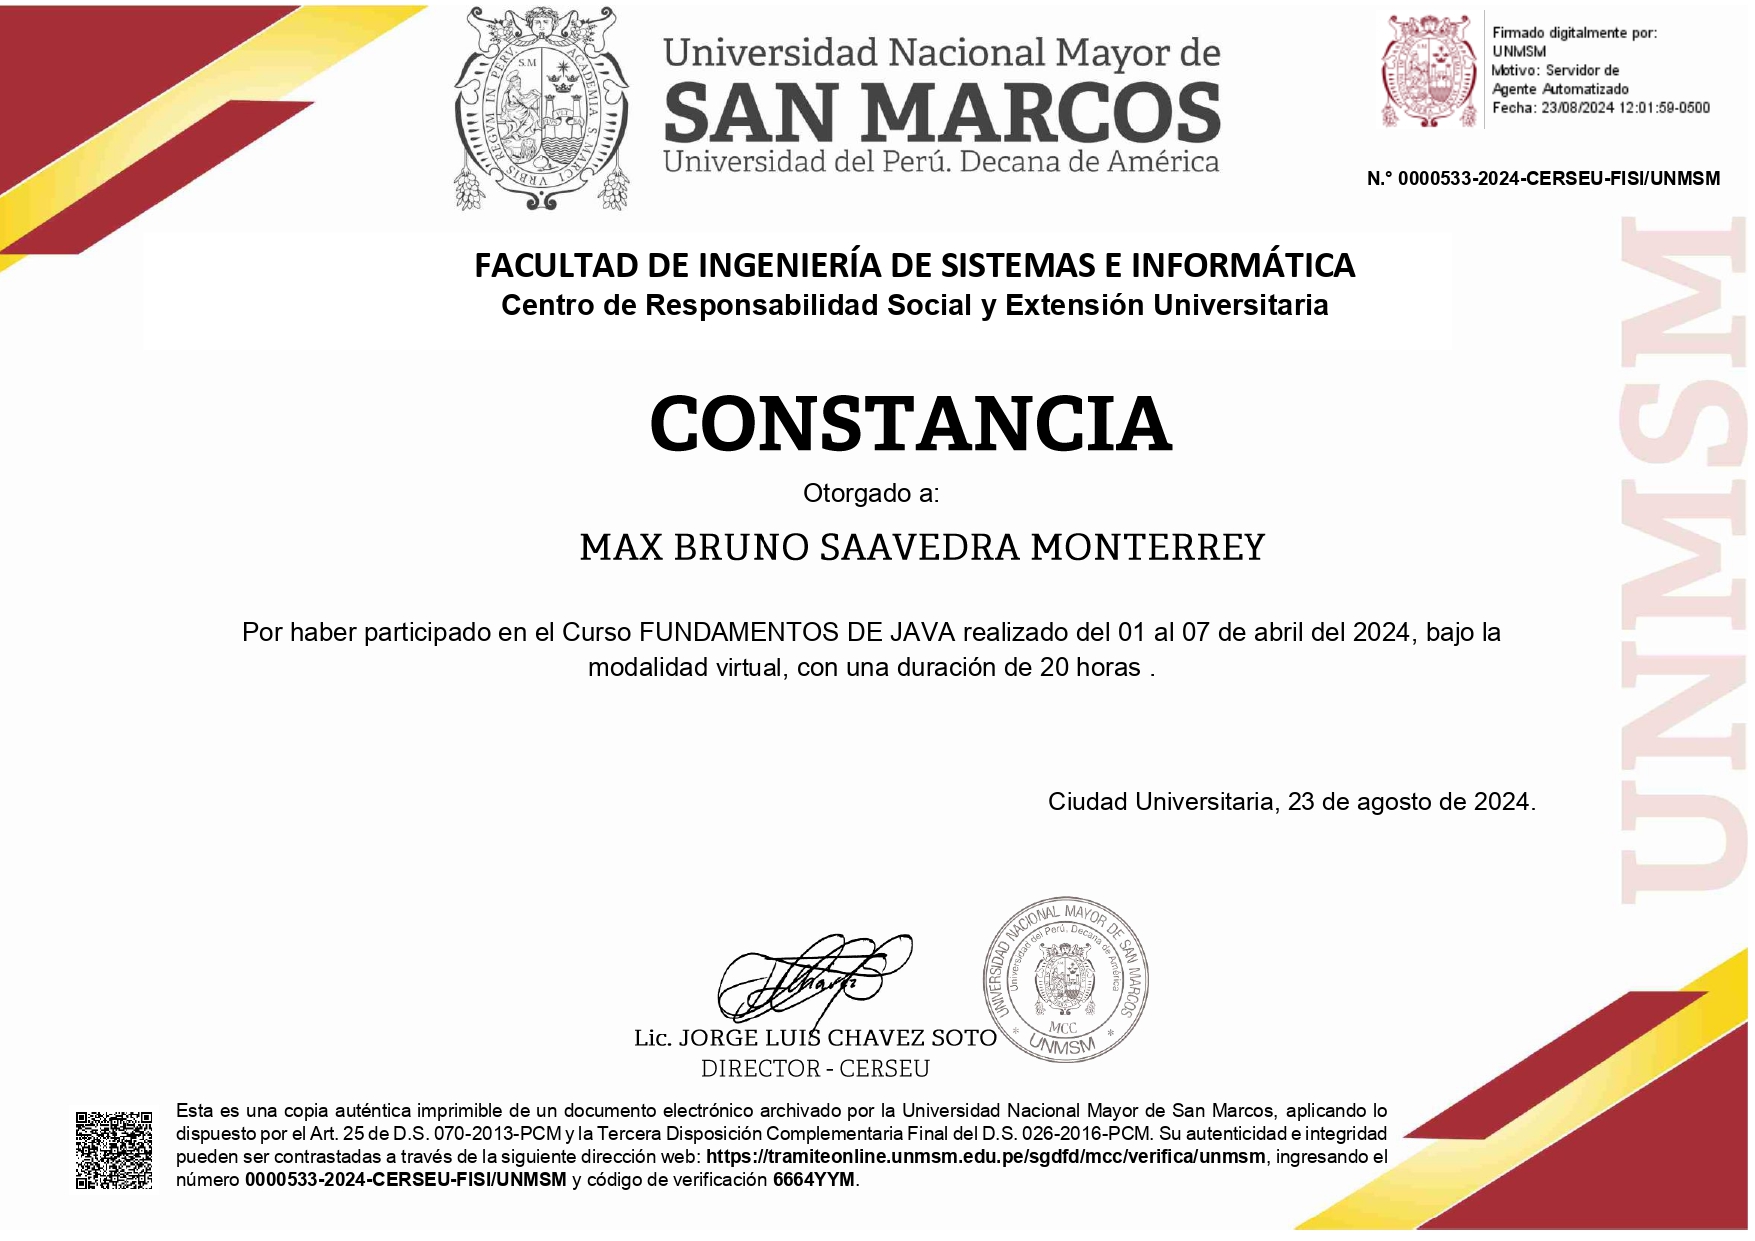 Universidad Nacional Mayor de
SAN MARCOS
Universidad del Perú. Decana de América
Firmado digitalmente por:
UNMSM
Motivo: Servidor de
Agente Automatizado
Fecha: 23/08/2024 12:01:59-0500
N.° 0000533-2024-CERSEU-FISI/UNMSM
FACULTAD DE INGENIERÍA DE SISTEMAS E INFORMÁTICA
Centro de Responsabilidad Social y Extensión Universitaria
CONSTANCIA
Otorgado a:
MAX BRUNO SAAVEDRA MONTERREY
Por haber participado en el Curso FUNDAMENTOS DE JAVA realizado del 01 al 07 de abril del 2024, bajo la
modalidad virtual, con una duración de 20 horas .
Ciudad Universitaria, 23 de agosto de 2024.
UNMSM
UNIVERSIDAD NACIONAL MAYOR DE SAN MARCOS
Universidad del Perú. Decana de América
MCC
* UNMSM *
Lic. JORGE LUIS CHAVEZ SOTO
DIRECTOR - CERSEU
Esta es una copia auténtica imprimible de un documento electrónico archivado por la Universidad Nacional Mayor de San Marcos, aplicando lo
dispuesto por el Art. 25 de D.S. 070-2013-PCM y la Tercera Disposición Complementaria Final del D.S. 026-2016-PCM. Su autenticidad e integridad
pueden ser contrastadas a través de la siguiente dirección web: https://tramiteonline.unmsm.edu.pe/sgdfd/mcc/verifica/unmsm, ingresando el
número 0000533-2024-CERSEU-FISI/UNMSM y código de verificación 6664YYM.